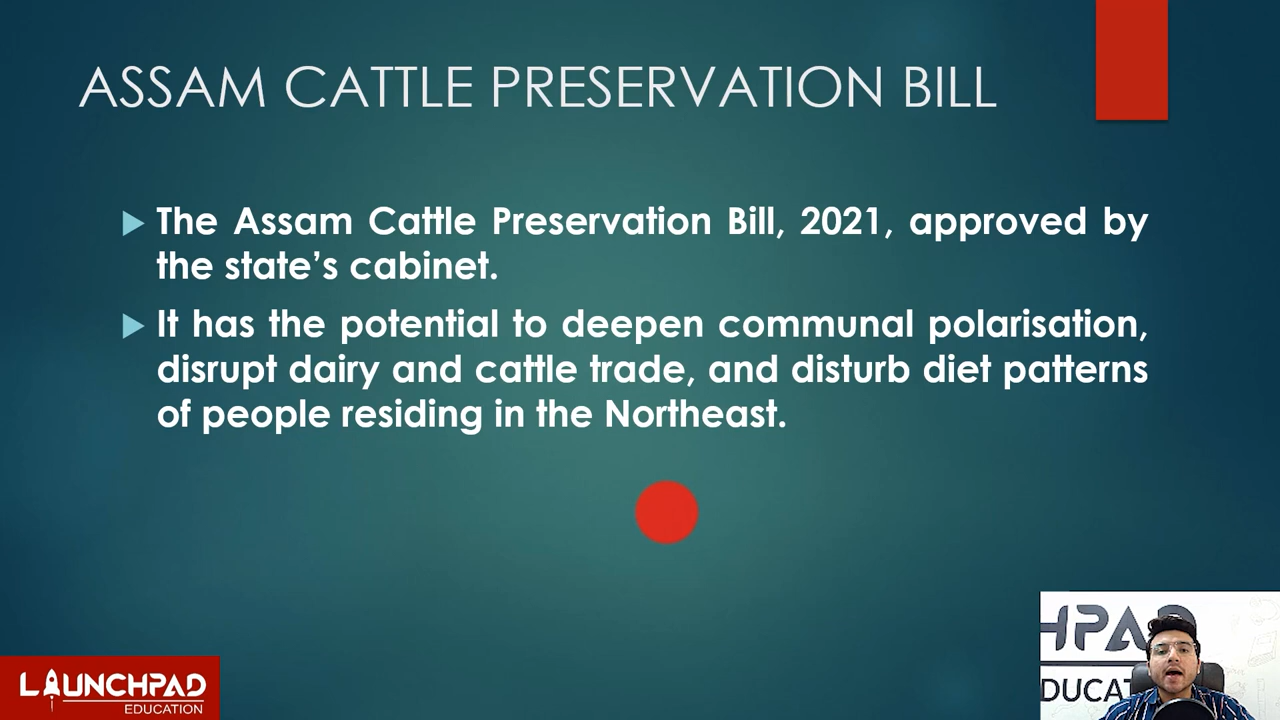 ASSAM CATTLE PRESERVATION BILL
The Assam Cattle Preservation Bill, 2021, approved by
the state’s cabinet.
It has the potential to deepen communal polarisation,
disrupt dairy and cattle trade, and disturb diet patterns
of people residing in the Northeast.
HPAD
EDUCAT
LAUNCHPAD
EDUCATION